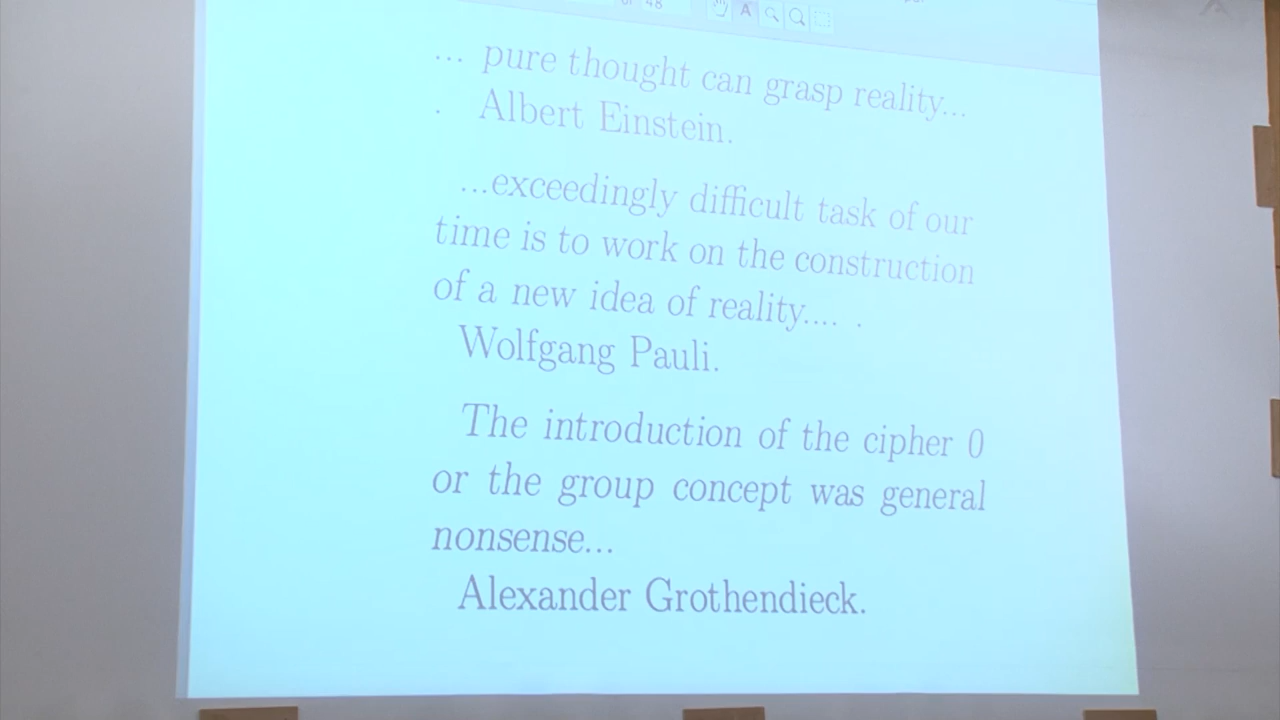 48
... pure thought can grasp reality...
. Albert Einstein.
...exceedingly difficult task of our
time is to work on the construction
of a new idea of reality.... .
Wolfgang Pauli.
The introduction of the cipher 0
or the group concept was general
nonsense...
Alexander Grothendieck.